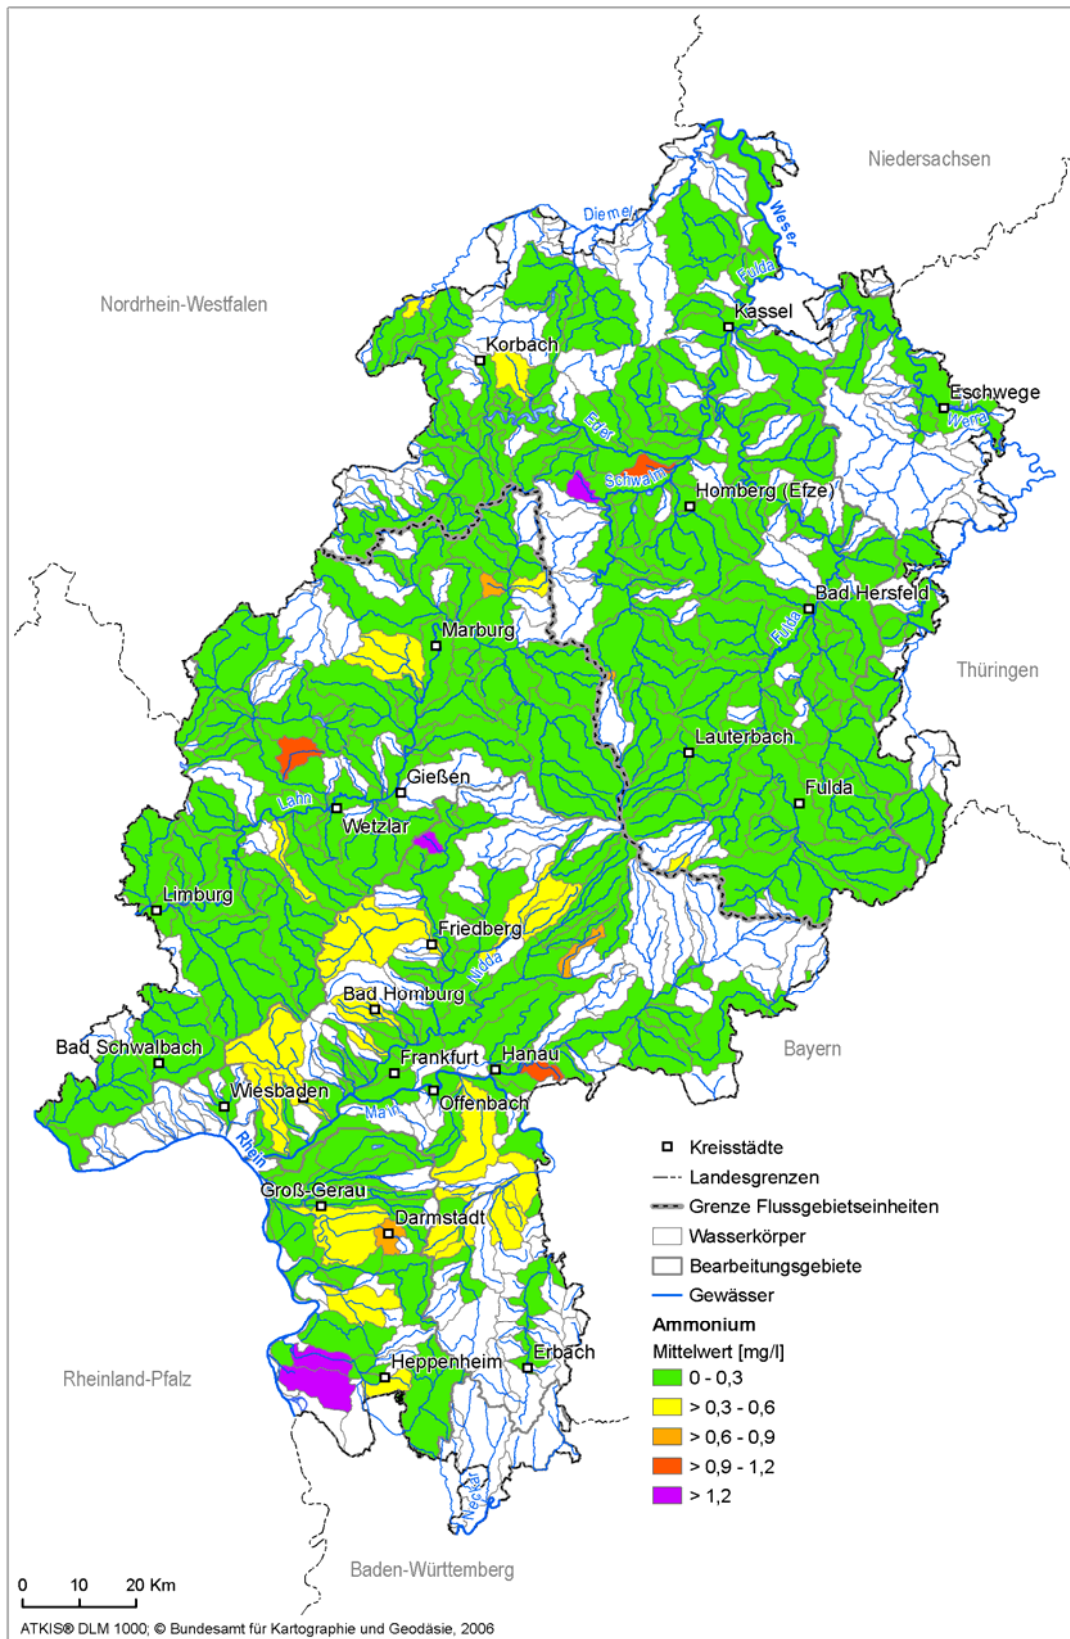 Niedersachsen
Diemel
Weser
Fulda
Nordrhein-Westfalen
Kassel
Korbach
Eschwege
Werra
Eder
Schwalm
Homberg (Efze)
Bad Hersfeld
Fulda
Marburg
Thüringen
Lauterbach
Gießen
Fulda
Lahn
Wetzlar
Limburg
Friedberg
Nidda
Bad Homburg
Bayern
Bad Schwalbach
Frankfurt
Hanau
Wiesbaden
Offenbach
Main
Rhein
Groß-Gerau
Darmstadt
Erbach
Heppenheim
Rheinland-Pfalz
Neckar
Baden-Württemberg
Kreisstädte
Landesgrenzen
Grenze Flussgebietseinheiten
Wasserkörper
Bearbeitungsgebiete
Gewässer
Ammonium
Mittelwert [mg/l]
0 - 0,3
> 0,3 - 0,6
> 0,6 - 0,9
> 0,9 - 1,2
> 1,2
0 10 20 Km
ATKIS® DLM 1000; © Bundesamt für Kartographie und Geodäsie, 2006